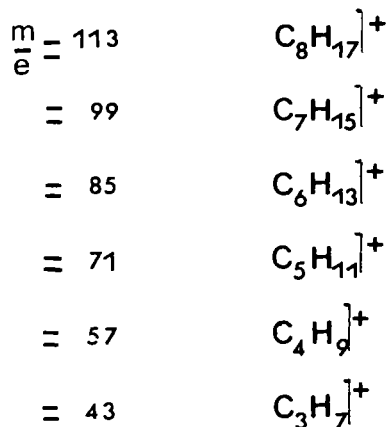 m/e = 113 C₈H₁₇]⁺
= 99 C₇H₁₅]⁺
= 85 C₆H₁₃]⁺
= 71 C₅H₁₁]⁺
= 57 C₄H₉]⁺
= 43 C₃H₇]⁺